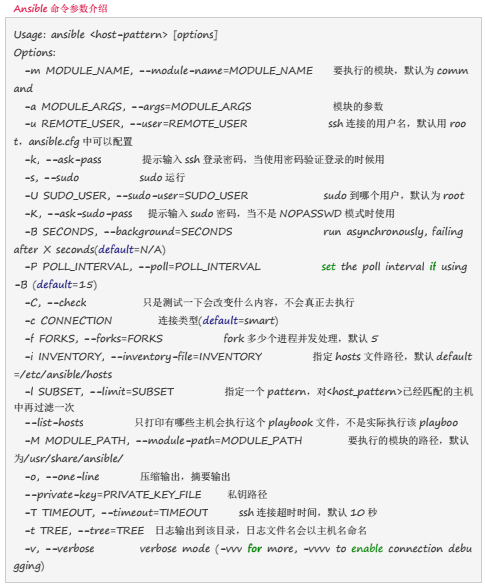 Ansible 命令参数介绍
Usage: ansible <host-pattern> [options]
Options:
-m MODULE_NAME, --module-name=MODULE_NAME 要执行的模块，默认为 comm
and
-a MODULE_ARGS, --args=MODULE_ARGS 模块的参数
-u REMOTE_USER, --user=REMOTE_USER ssh 连接的用户名，默认用 roo
t，ansible.cfg 中可以配置
-k, --ask-pass 提示输入 ssh 登录密码，当使用密码验证登录的时候用
-s, --sudo sudo 运行
-U SUDO_USER, --sudo-user=SUDO_USER sudo 到哪个用户，默认为 root
-K, --ask-sudo-pass 提示输入 sudo 密码，当不是 NOPASSWD 模式时使用
-B SECONDS, --background=SECONDS run asynchronously, failing
after X seconds(default=N/A)
-P POLL_INTERVAL, --poll=POLL_INTERVAL set the poll interval if using
-B (default=15)
-C, --check 只是测试一下会改变什么内容，不会真正去执行
-c CONNECTION 连接类型(default=smart)
-f FORKS, --forks=FORKS fork 多少个进程并发处理，默认 5
-i INVENTORY, --inventory-file=INVENTORY 指定 hosts 文件路径，默认 default
=/etc/ansible/hosts
-l SUBSET, --limit=SUBSET 指定一个 pattern，对<host_pattern>已经匹配的主机
中再过滤一次
--list-hosts 只打印有哪些主机会执行这个 playbook 文件，不是实际执行该 playboo
-M MODULE_PATH, --module-path=MODULE_PATH 要执行的模块的路径，默认
为/usr/share/ansible/
-o, --one-line 压缩输出，摘要输出
--private-key=PRIVATE_KEY_FILE 私钥路径
-T TIMEOUT, --timeout=TIMEOUT ssh 连接超时时间，默认 10 秒
-t TREE, --tree=TREE 日志输出到该目录，日志文件名会以主机名命名
-v, --verbose verbose mode (-vvv for more, -vvvv to enable connection debu
gging)